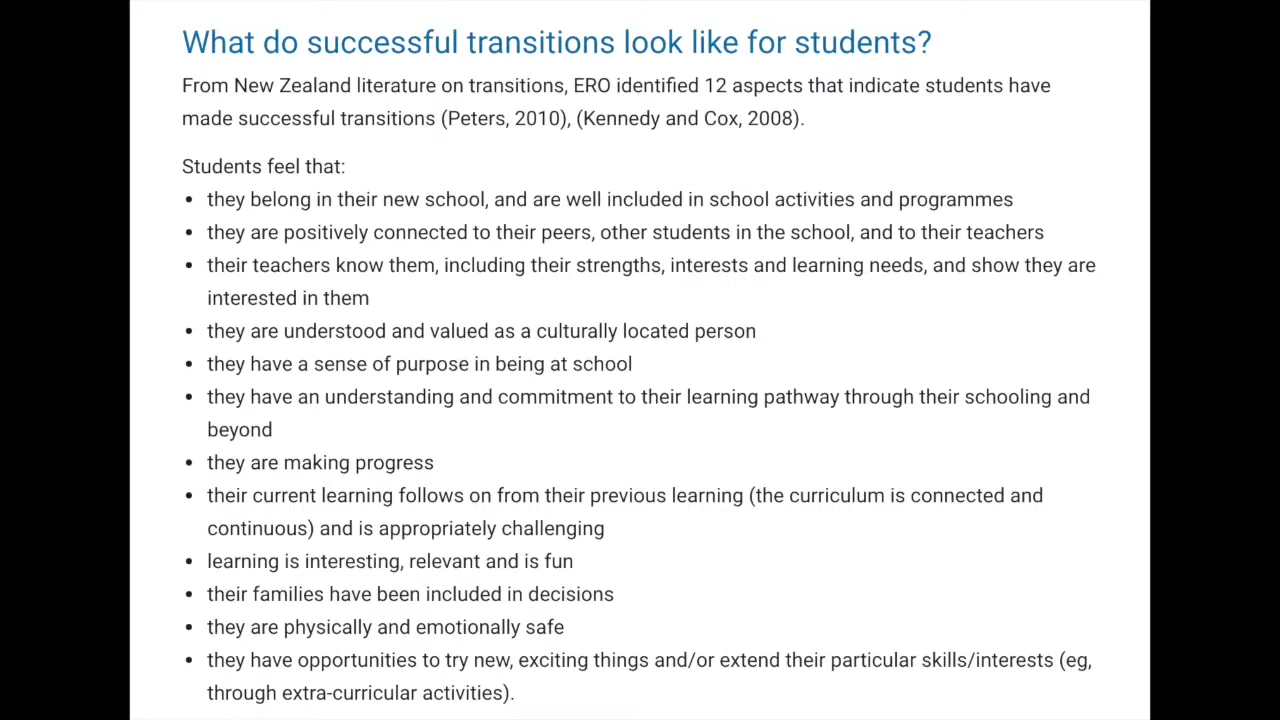 What do successful transitions look like for students?
From New Zealand literature on transitions, ERO identified 12 aspects that indicate students have
made successful transitions (Peters, 2010), (Kennedy and Cox, 2008).
Students feel that:
• they belong in their new school, and are well included in school activities and programmes
• they are positively connected to their peers, other students in the school, and to their teachers
• their teachers know them, including their strengths, interests and learning needs, and show they are
interested in them
• they are understood and valued as a culturally located person
• they have a sense of purpose in being at school
• they have an understanding and commitment to their learning pathway through their schooling and
beyond
• they are making progress
• their current learning follows on from their previous learning (the curriculum is connected and
continuous) and is appropriately challenging
• learning is interesting, relevant and is fun
• their families have been included in decisions
• they are physically and emotionally safe
• they have opportunities to try new, exciting things and/or extend their particular skills/interests (eg,
through extra-curricular activities).